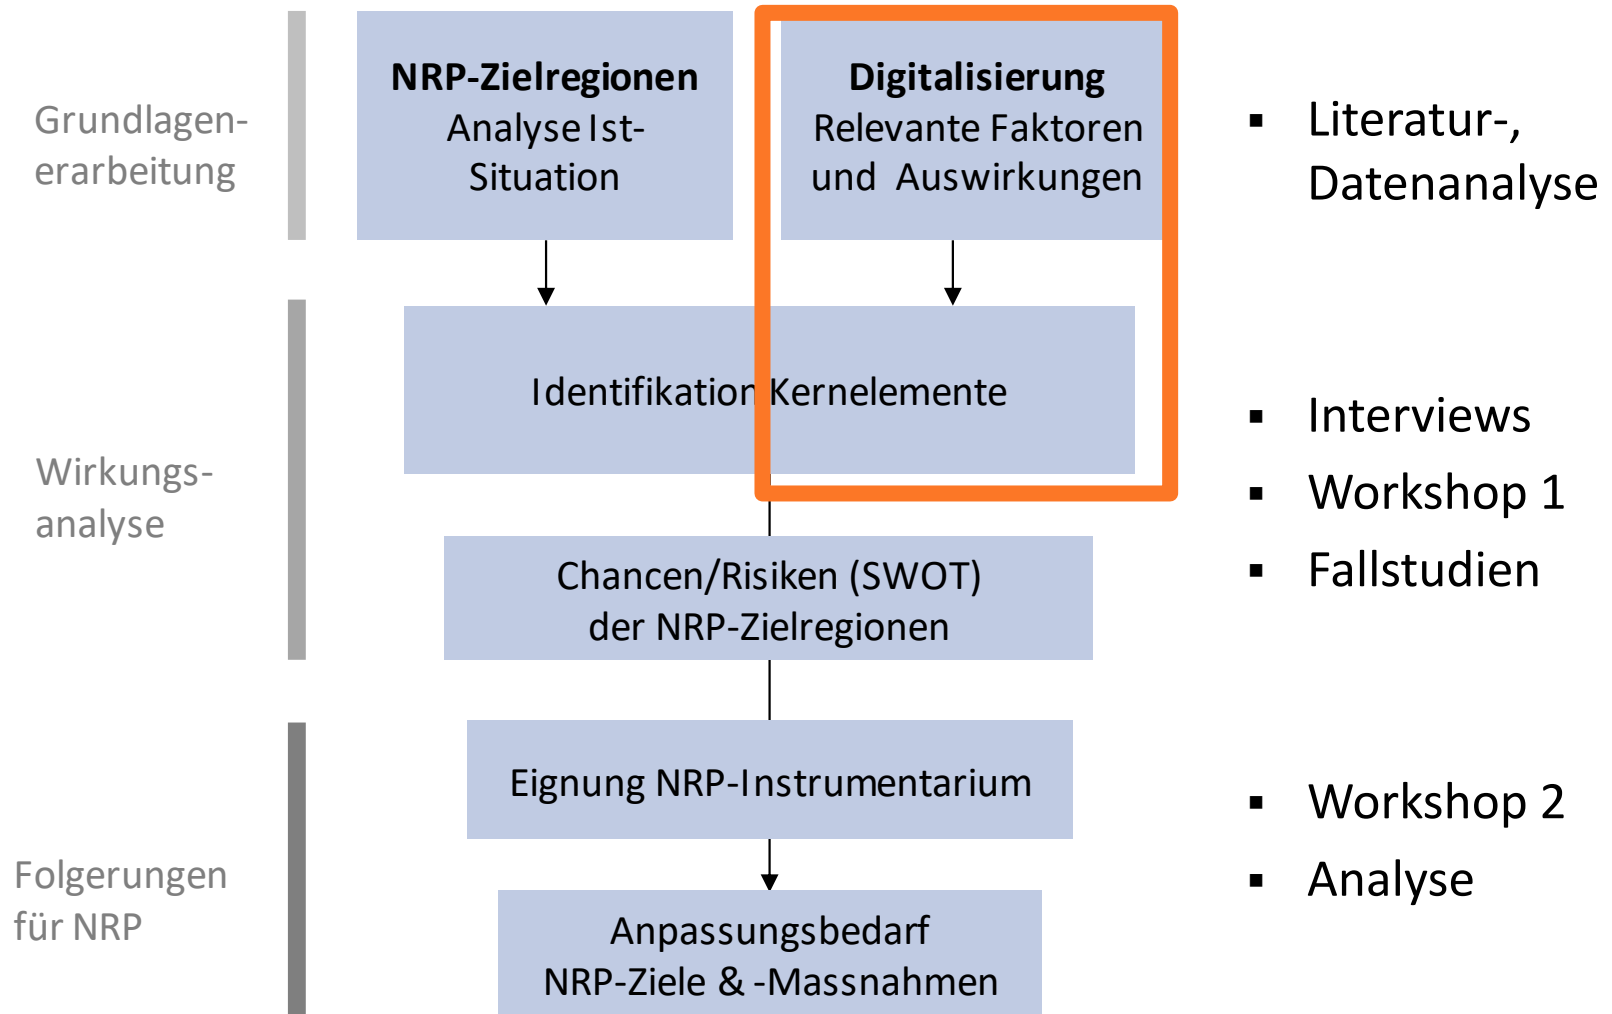 Grundlagen-
erarbeitung
NRP-Zielregionen
Analyse Ist-
Situation
Digitalisierung
Relevante Faktoren
und Auswirkungen
▪ Literatur-,
Datenanalyse
Wirkungs-
analyse
Identifikation Kernelemente
Chancen/Risiken (SWOT)
der NRP-Zielregionen
▪ Interviews
▪ Workshop 1
▪ Fallstudien
Folgerungen
für NRP
Eignung NRP-Instrumentarium
Anpassungsbedarf
NRP-Ziele & -Massnahmen
▪ Workshop 2
▪ Analyse